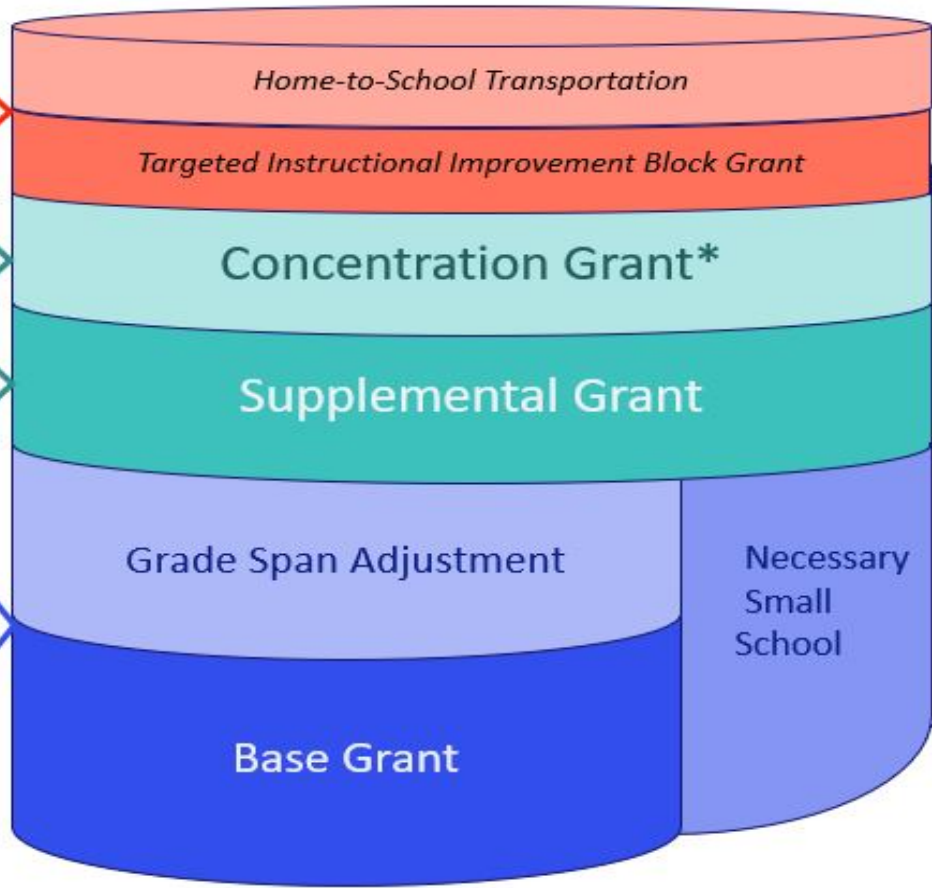 Home-to-School Transportation
Targeted Instructional Improvement Block Grant
Concentration Grant*
Supplemental Grant
Grade Span Adjustment
Necessary
Small
School
Base Grant